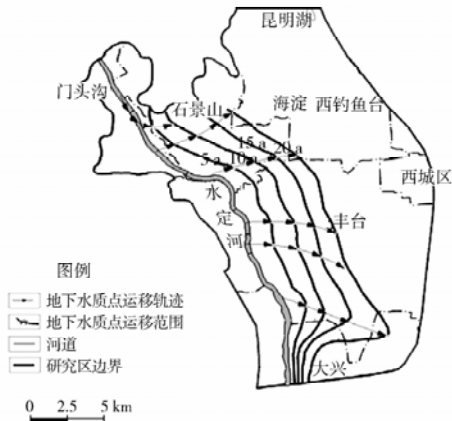 昆明湖
门头沟
石景山
海淀
西钓鱼台
15 a
20 a
5 a
10 a
西城区
水
定
河
丰台
图例
地下水质点运移轨迹
地下水质点运移范围
河道
研究区边界
大兴
0 2.5 5 km